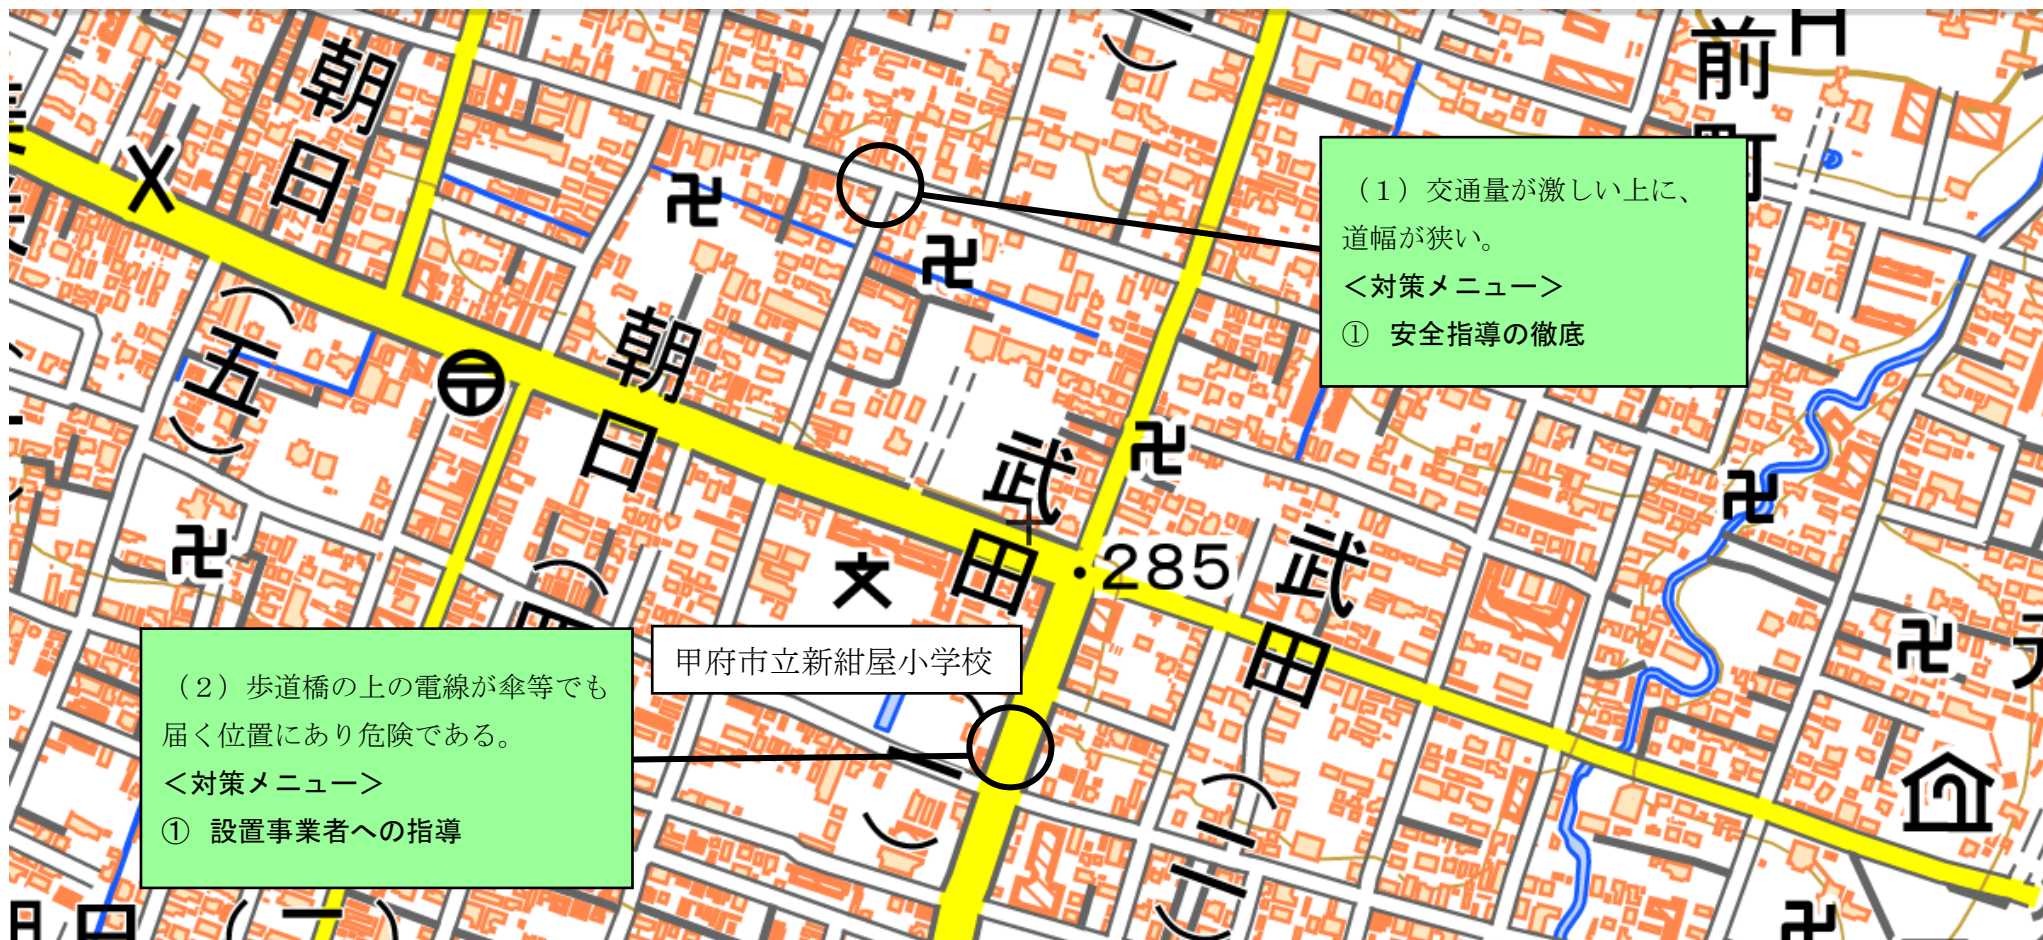 前
町
朝
日
（1）交通量が激しい上に、
道幅が狭い。
＜対策メニュー＞
① 安全指導の徹底
（五）
朝
日
武
田
・285
武
田
（二）
甲府市立新紺屋小学校
（2）歩道橋の上の電線が傘等でも
届く位置にあり危険である。
＜対策メニュー＞
① 設置事業者への指導
（一）